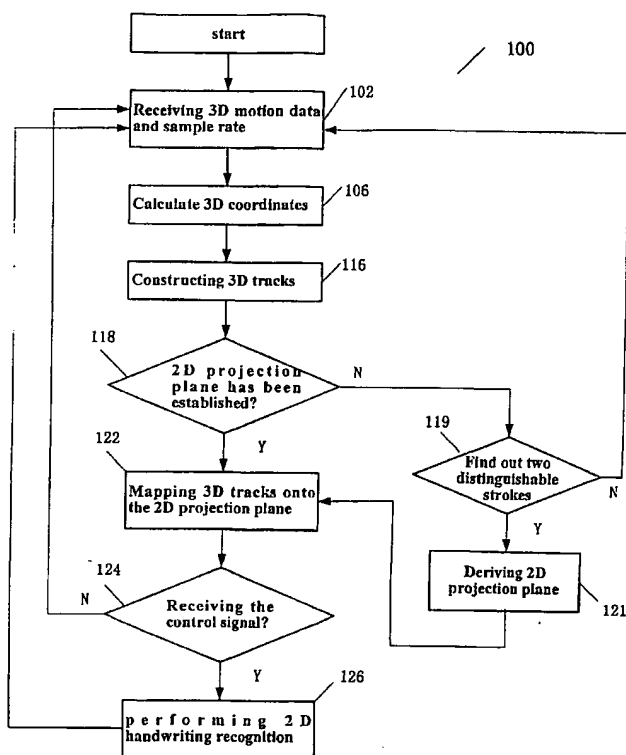 start
100
102
Receiving 3D motion data
and sample rate
106
Calculate 3D coordinates
116
Constructing 3D tracks
118
2D projection
plane has been
established?
N
Y
119
Find out two
distinguishable
strokes
N
Y
122
Mapping 3D tracks onto
the 2D projection plane
Deriving 2D
projection plane
121
124
N
Receiving the
control signal?
Y
126
performing 2D
handwriting recognition